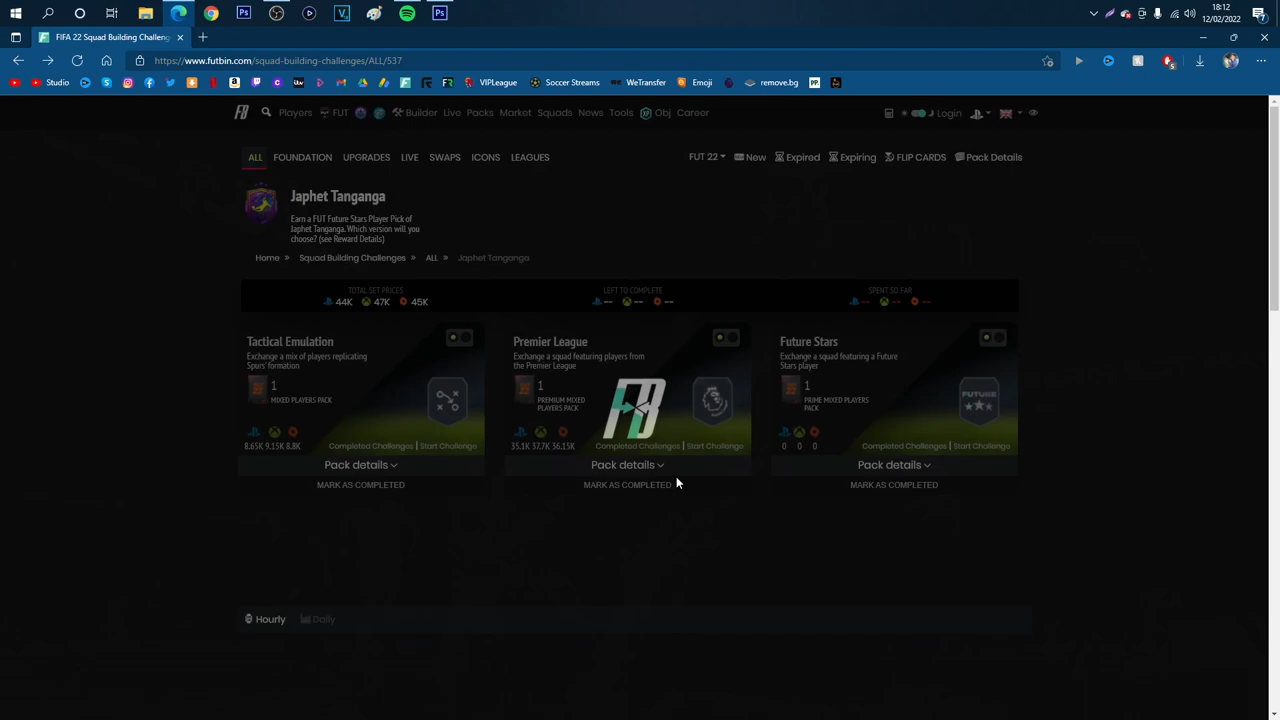 18:12
12/02/2022
FIFA 22 Squad Building Challeng
https://www.futbin.com/squad-building-challenges/ALL/537
Studio
VIPLeague
Soccer Streams
WeTransfer
Emoji
remove.bg
Players FUT Builder Live Packs Market Squads News Tools Obj Career
Login
ALL FOUNDATION UPGRADES LIVE SWAPS ICONS LEAGUES
FUT 22 New Expired Expiring FLIP CARDS Pack Details
Japhet Tanganga
Earn a FUT Future Stars Player Pick of
Japhet Tanganga. Which version will you
choose? (see Reward Details)
Home » Squad Building Challenges » ALL » Japhet Tanganga
TOTAL SET PRICES LEFT TO COMPLETE SPENT SO FAR
44K 47K 45K -- -- -- -- -- --
Tactical Emulation
Exchange a mix of players replicating
Spurs' formation
1
MIXED PLAYERS PACK
8.65K 9.15K 8.8K
Completed Challenges | Start Challenge
Pack details
MARK AS COMPLETED
Premier League
Exchange a squad featuring players from
the Premier League
1
PREMIUM MIXED
PLAYERS PACK
35.1K 37.7K 36.15K
Completed Challenges | Start Challenge
Pack details
MARK AS COMPLETED
Future Stars
Exchange a squad featuring a Future
Stars player
1
PRIME MIXED PLAYERS
PACK
FUTURE
0 0 0
Completed Challenges | Start Challenge
Pack details
MARK AS COMPLETED
Hourly Daily